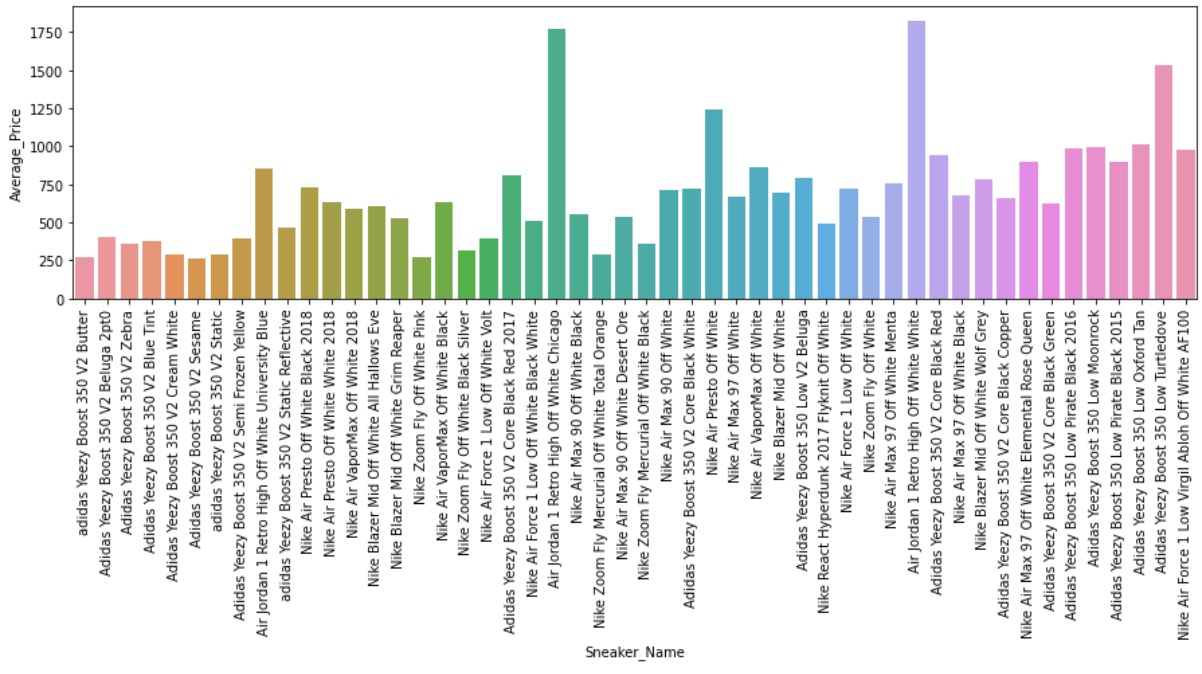 Average_Price
1750
1500
1250
1000
750
500
250
0
adidas Yeezy Boost 350 V2 Butter
Adidas Yeezy Boost 350 V2 Beluga 2pt0
Adidas Yeezy Boost 350 V2 Zebra
Adidas Yeezy Boost 350 V2 Blue Tint
Adidas Yeezy Boost 350 V2 Cream White
Adidas Yeezy Boost 350 V2 Sesame
adidas Yeezy Boost 350 V2 Static
Adidas Yeezy Boost 350 V2 Semi Frozen Yellow
Air Jordan 1 Retro High Off White University Blue
adidas Yeezy Boost 350 V2 Static Reflective
Nike Air Presto Off White Black 2018
Nike Air Presto Off White White 2018
Nike Air VaporMax Off White 2018
Nike Blazer Mid Off White All Hallows Eve
Nike Blazer Mid Off White Grim Reaper
Nike Zoom Fly Off White Pink
Nike Air VaporMax Off White Black
Nike Zoom Fly Off White Black Silver
Nike Air Force 1 Low Off White Volt
Adidas Yeezy Boost 350 V2 Core Black Red 2017
Nike Air Force 1 Low Off White Black White
Air Jordan 1 Retro High Off White Chicago
Nike Air Max 90 Off White Black
Nike Zoom Fly Mercurial Off White Total Orange
Nike Air Max 90 Off White Desert Ore
Nike Zoom Fly Mercurial Off White Black
Nike Air Max 90 Off White
Adidas Yeezy Boost 350 V2 Core Black White
Nike Air Presto Off White
Nike Air Max 97 Off White
Nike Air VaporMax Off White
Nike Blazer Mid Off White
Adidas Yeezy Boost 350 Low V2 Beluga
Nike React Hyperdunk 2017 Flyknit Off White
Nike Air Force 1 Low Off White
Nike Zoom Fly Off White
Nike Air Max 97 Off White Menta
Air Jordan 1 Retro High Off White White
Adidas Yeezy Boost 350 V2 Core Black Red
Nike Air Max 97 Off White Black
Nike Blazer Mid Off White Wolf Grey
Adidas Yeezy Boost 350 V2 Core Black Copper
Nike Air Max 97 Off White Elemental Rose Queen
Adidas Yeezy Boost 350 V2 Core Black Green
Adidas Yeezy Boost 350 Low Pirate Black 2016
Adidas Yeezy Boost 350 Low Moonrock
Adidas Yeezy Boost 350 Low Pirate Black 2015
Adidas Yeezy Boost 350 Low Oxford Tan
Adidas Yeezy Boost 350 Low Turtledove
Nike Air Force 1 Low Virgil Abloh Off White AF100
Sneaker_Name